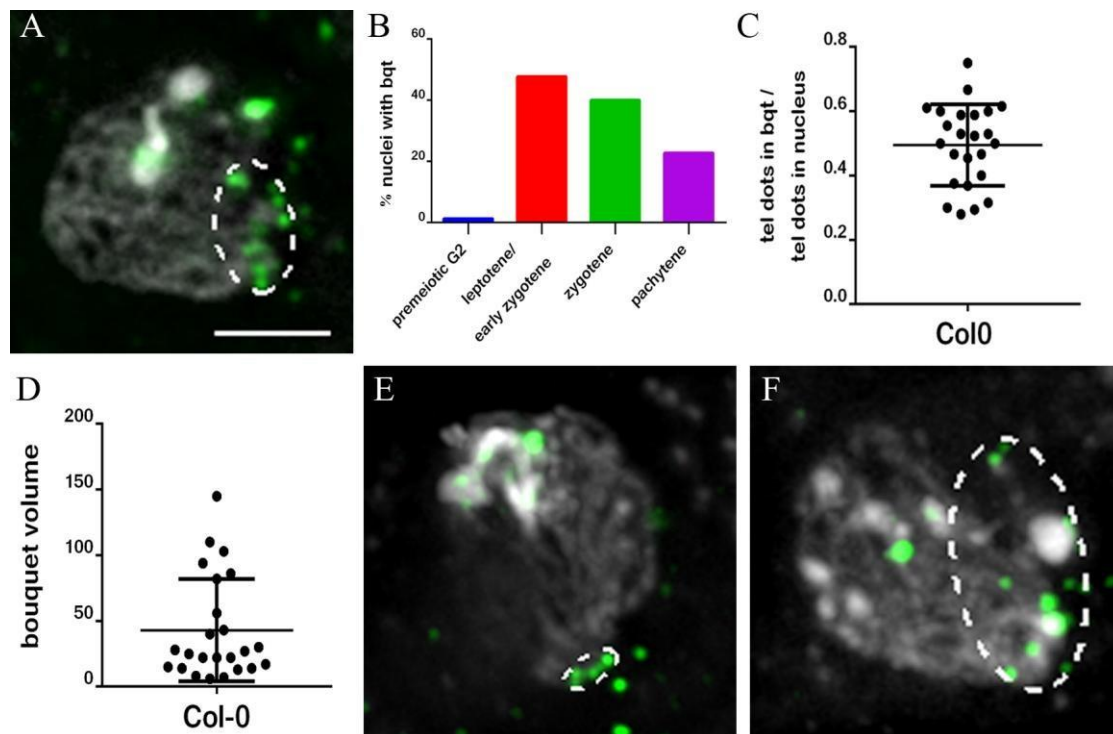 A
B
% nuclei with bqt
60
40
20
0
premeiotic G2
leptotene/
early zygotene
zygotene
pachytene
C
tel dots in bqt /
tel dots in nucleus
0.8
0.6
0.4
0.2
0.0
Col0
D
bouquet volume
200
150
100
50
0
Col-0
E
F